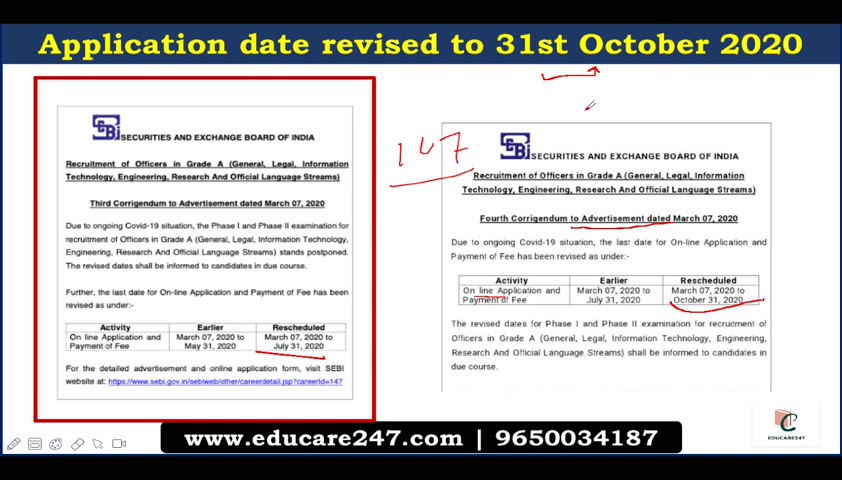 Application date revised to 31st October 2020
SEBI
SECURITIES AND EXCHANGE BOARD OF INDIA
Recruitment of Officers in Grade A (General, Legal, Information
Technology, Engineering, Research And Official Language Streams)
Third Corrigendum to Advertisement dated March 07, 2020
Due to ongoing Covid-19 situation, the Phase I and Phase II examination for
recruitment of Officers in Grade A (General, Legal, Information Technology,
Engineering, Research And Official Language Streams) stands postponed.
The revised dates shall be informed to candidates in due course.
Further, the last date for On-line Application and Payment of Fee has been
revised as under:-
Activity Earlier Rescheduled
On line Application and March 07, 2020 to March 07, 2020 to
Payment of Fee May 31, 2020 July 31, 2020
For the detailed advertisement and online application form, visit SEBI
website at: https://www.sebi.gov.in/sebiweb/other/careerdetail.jsp?careerId=147
147
SEBI
SECURITIES AND EXCHANGE BOARD OF INDIA
Recruitment of Officers in Grade A (General, Legal, Information
Technology, Engineering, Research And Official Language Streams)
Fourth Corrigendum to Advertisement dated March 07, 2020
Due to ongoing Covid-19 situation, the last date for On-line Application and
Payment of Fee has been revised as under:-
Activity Earlier Rescheduled
On line Application and March 07, 2020 to March 07, 2020 to
Payment of Fee July 31, 2020 October 31, 2020
The revised dates for Phase I and Phase II examination for recruitment of
Officers in Grade A (General, Legal, Information Technology, Engineering,
Research And Official Language Streams) shall be informed to candidates in
due course.
www.educare247.com | 9650034187
EDUCARE247